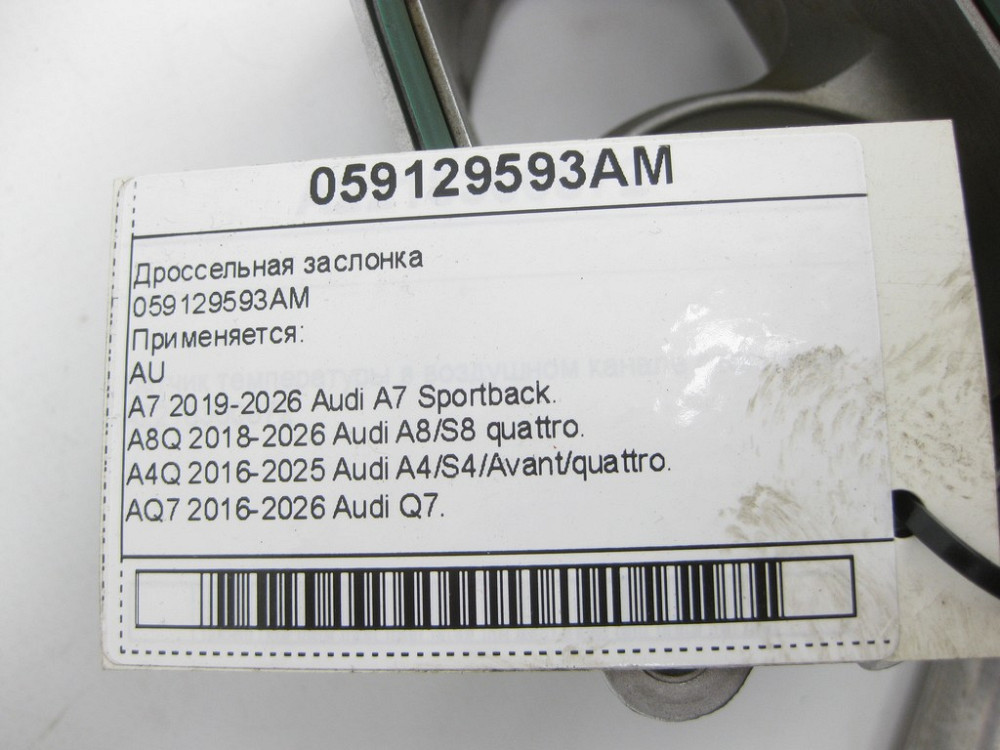 059129593AM
Дроссельная заслонка
059129593AM
Применяется:
AU
A7 2019-2026 Audi A7 Sportback.
A8Q 2018-2026 Audi A8/S8 quattro.
A4Q 2016-2025 Audi A4/S4/Avant/quattro.
AQ7 2016-2026 Audi Q7.